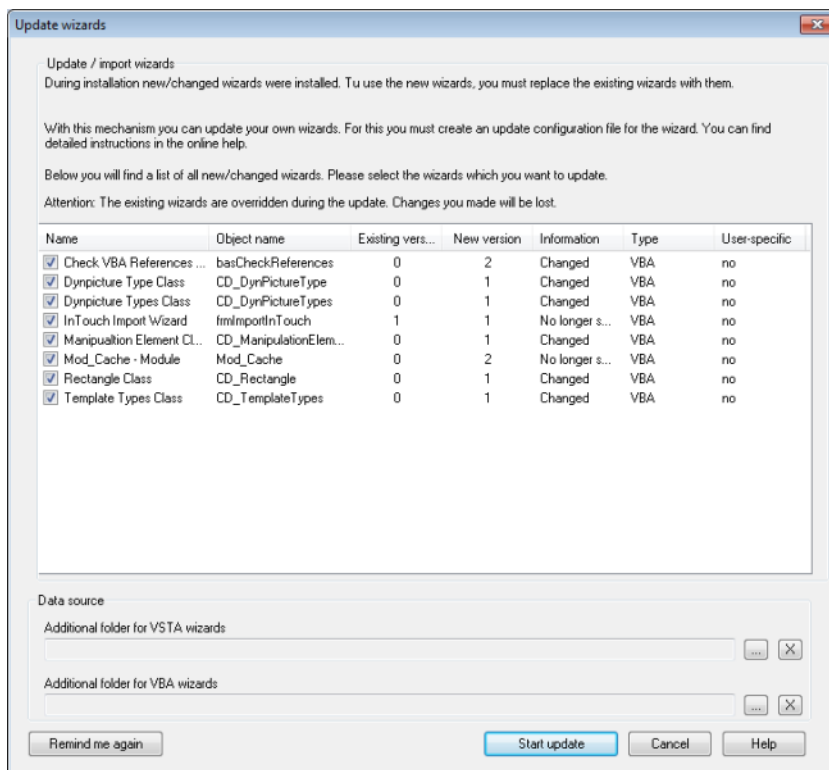 Update wizards
Update / import wizards
During installation new/changed wizards were installed. Tu use the new wizards, you must replace the existing wizards with them.
With this mechanism you can update your own wizards. For this you must create an update configuration file for the wizard. You can find
detailed instructions in the online help.
Below you will find a list of all new/changed wizards. Please select the wizards which you want to update.
Attention: The existing wizards are overridden during the update. Changes you made will be lost.
Name Object name Existing vers... New version Information Type User-specific
Check VBA References ... basCheckReferences 0 2 Changed VBA no
Dynpicture Type Class CD_DynPictureType 0 1 Changed VBA no
Dynpicture Types Class CD_DynPictureTypes 0 1 Changed VBA no
InTouch Import Wizard frmImportInTouch 1 1 No longer s... VBA no
Manipualtion Element Cl... CD_ManipulationElem... 0 1 Changed VBA no
Mod_Cache - Module Mod_Cache 0 2 No longer s... VBA no
Rectangle Class CD_Rectangle 0 1 Changed VBA no
Template Types Class CD_TemplateTypes 0 1 Changed VBA no
Data source
Additional folder for VSTA wizards
... X
Additional folder for VBA wizards
... X
Remind me again Start update Cancel Help